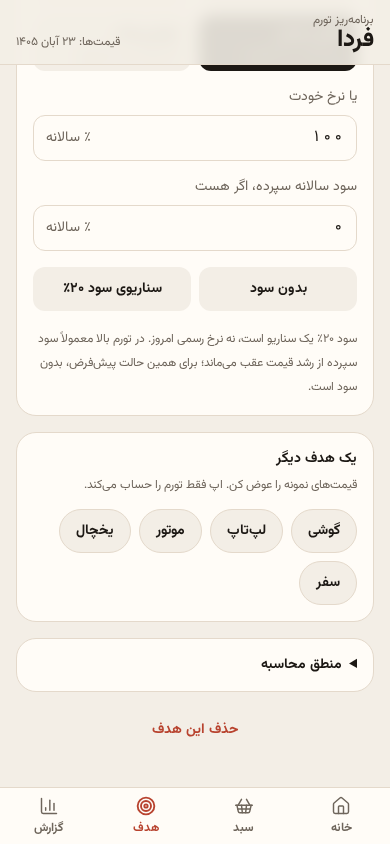 برنامه‌ریز تورم
فردا
قیمت‌ها: ۲۳ آبان ۱۴۰۵
یا نرخ خودت
۱۰۰
٪ سالانه
سود سالانه سپرده، اگر هست
۰
٪ سالانه
بدون سود
سناریوی سود ۲۰٪
سود ۲۰٪ یک سناریو است، نه نرخ رسمی امروز. در تورم بالا معمولاً سود
سپرده از رشد قیمت عقب می‌ماند؛ برای همین حالت پیش‌فرض، بدون
سود است.
یک هدف دیگر
قیمت‌های نمونه را عوض کن. اپ فقط تورم را حساب می‌کند.
گوشی
لپ‌تاپ
موتور
یخچال
سفر
منطق محاسبه
حذف این هدف
خانه
سبد
هدف
گزارش